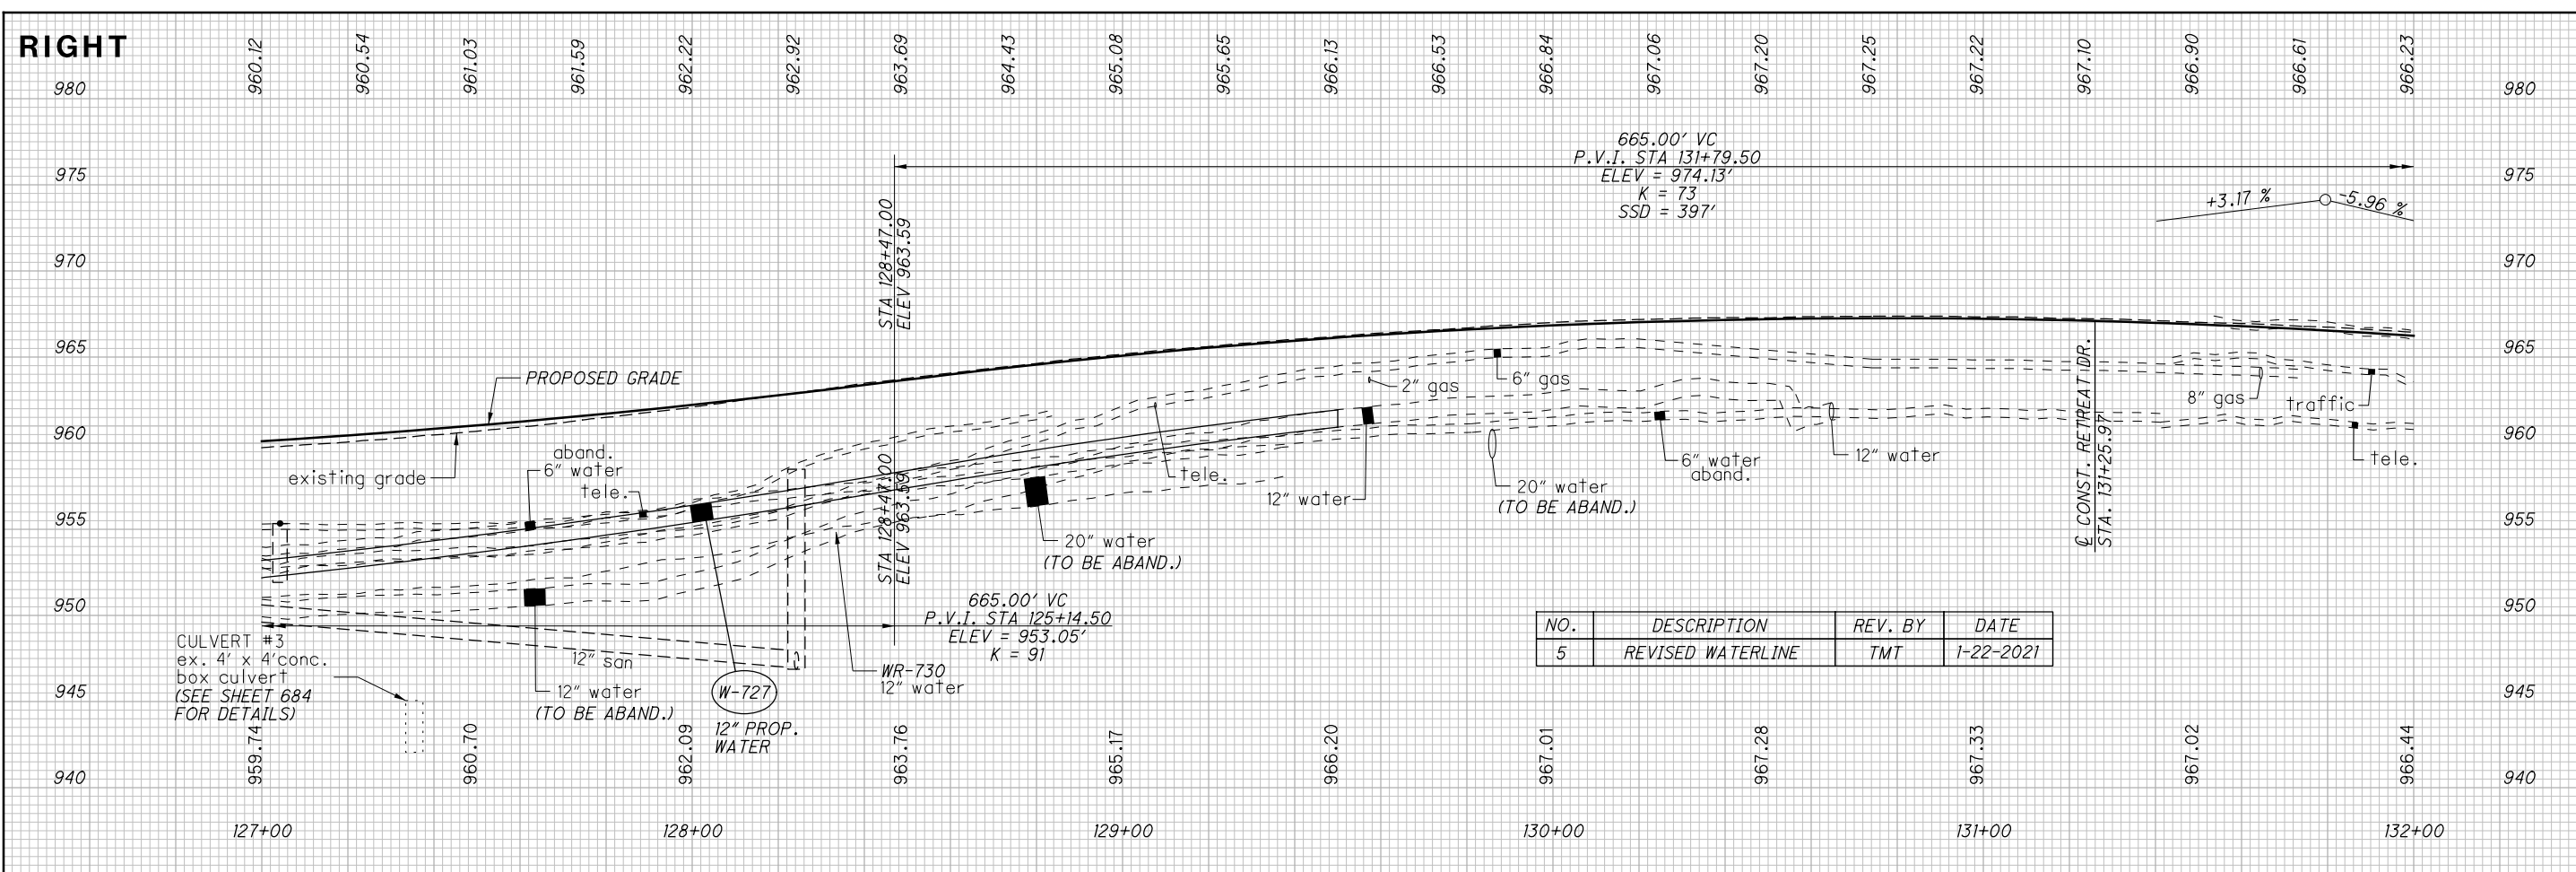 RIGHT
960.12 960.54 961.03 961.59 962.22 962.92 963.69 964.43 965.08 965.65 966.13 966.53 966.84 967.06 967.20 967.25 967.22 967.10 966.90 966.61 966.23
980 980
665.00' VC
P.V.I. STA 131+79.50
ELEV = 974.13'
K = 73
SSD = 397'
975 975
+3.17 % -5.96 %
STA 128+47.00
ELEV 963.59
970 970
965 965
PROPOSED GRADE
2" gas
6" gas
8" gas
traffic
960 960
existing grade
aband.
6" water
tele.
tele.
12" water
20" water
(TO BE ABAND.)
6" water
aband.
12" water
tele.
℄ CONST. RETREAT DR.
STA. 131+25.97
955 955
20" water
(TO BE ABAND.)
STA 128+47.00
ELEV 963.59
950 950
665.00' VC
P.V.I. STA 125+14.50
ELEV = 953.05'
K = 91
NO. DESCRIPTION REV. BY DATE
5 REVISED WATERLINE TMT 1-22-2021
CULVERT #3
ex. 4' x 4'conc.
box culvert
(SEE SHEET 684
FOR DETAILS)
12" san
WR-730
12" water
945 945
12" water
(TO BE ABAND.)
W-727
12" PROP.
WATER
959.74 960.70 962.09 963.76 965.17 966.20 967.01 967.28 967.33 967.02 966.44
940 940
127+00 128+00 129+00 130+00 131+00 132+00